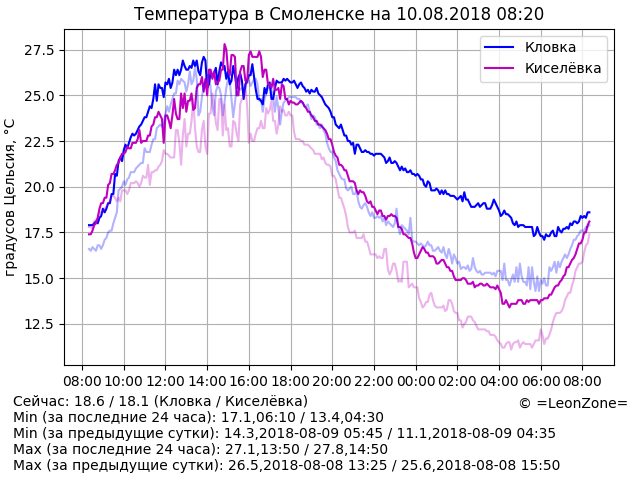 Температура в Смоленске на 10.08.2018 08:20
Кловка
Киселёвка
градусов Цельсия, °C
27.5
25.0
22.5
20.0
17.5
15.0
12.5
08:00 10:00 12:00 14:00 16:00 18:00 20:00 22:00 00:00 02:00 04:00 06:00 08:00
Сейчас: 18.6 / 18.1 (Кловка / Киселёвка)
© =LeonZone=
Min (за последние 24 часа): 17.1,06:10 / 13.4,04:30
Min (за предыдущие сутки): 14.3,2018-08-09 05:45 / 11.1,2018-08-09 04:35
Max (за последние 24 часа): 27.1,13:50 / 27.8,14:50
Max (за предыдущие сутки): 26.5,2018-08-08 13:25 / 25.6,2018-08-08 15:50